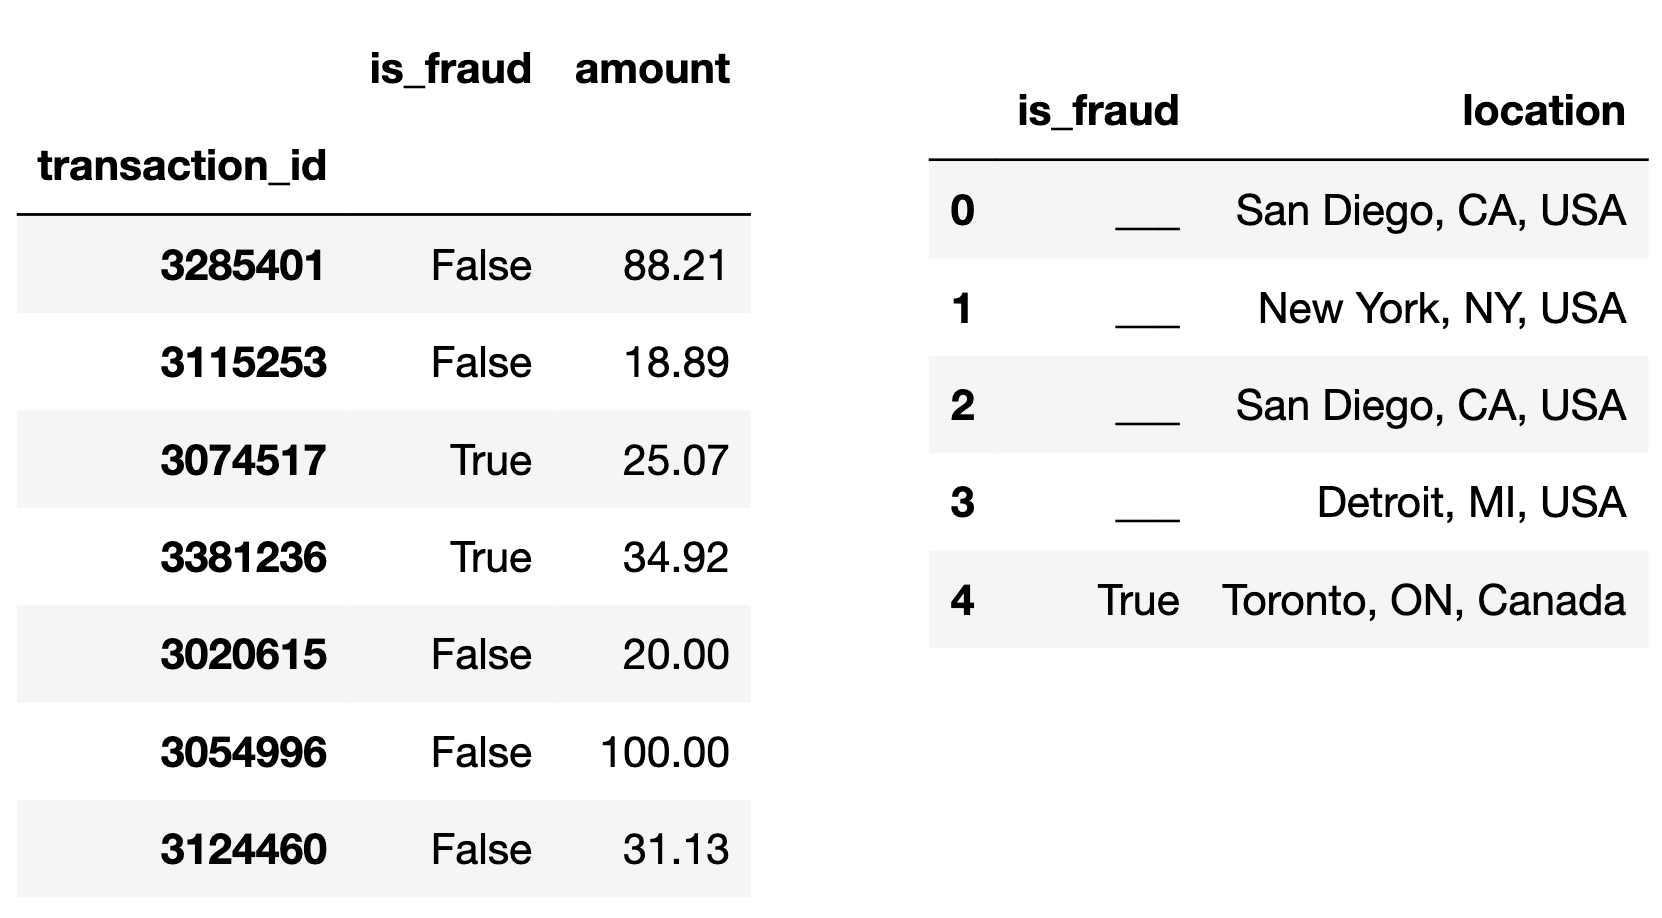 is_fraud amount
transaction_id
3285401 False 88.21
3115253 False 18.89
3074517 True 25.07
3381236 True 34.92
3020615 False 20.00
3054996 False 100.00
3124460 False 31.13
is_fraud location
0 ___ San Diego, CA, USA
1 ___ New York, NY, USA
2 ___ San Diego, CA, USA
3 ___ Detroit, MI, USA
4 True Toronto, ON, Canada